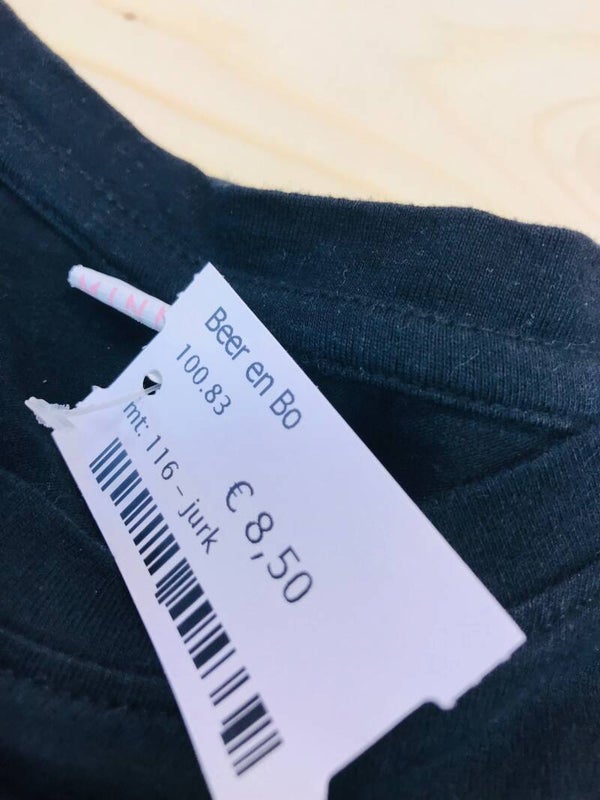 Beer en Bo
100.83
mt. 116 - jurk
€ 8,50